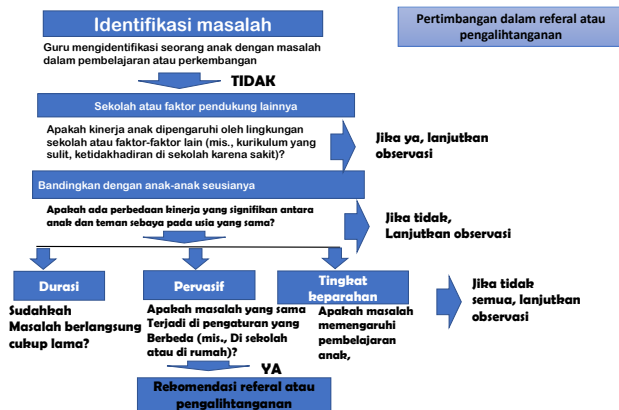 Identifikasi masalah
Pertimbangan dalam referal atau
pengalihtanganan
Guru mengidentifikasi seorang anak dengan masalah
dalam pembelajaran atau perkembangan
TIDAK
Sekolah atau faktor pendukung lainnya
Apakah kinerja anak dipengaruhi oleh lingkungan
sekolah atau faktor-faktor lain (mis., kurikulum yang
sulit, ketidakhadiran di sekolah karena sakit)?
Jika ya, lanjutkan
observasi
Bandingkan dengan anak-anak seusianya
Apakah ada perbedaan kinerja yang signifikan antara
anak dan teman sebaya pada usia yang sama?
Jika tidak,
Lanjutkan observasi
Durasi
Sudahkah
Masalah berlangsung
cukup lama?
Pervasif
Apakah masalah yang sama
Terjadi di pengaturan yang
Berbeda (mis., Di sekolah
atau di rumah)?
Tingkat
keparahan
Apakah masalah
memengaruhi
pembelajaran
anak,
Jika tidak
semua, lanjutkan
observasi
YA
Rekomendasi referal atau
pengalihtanganan